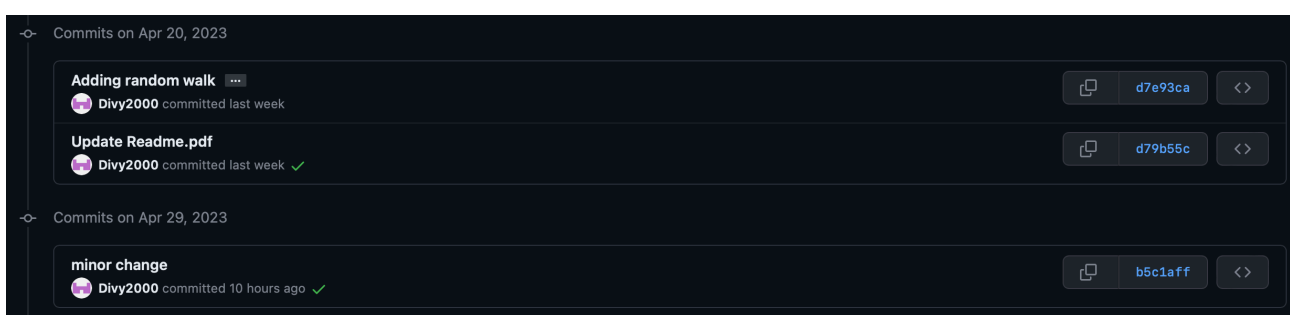 Commits on Apr 20, 2023
Adding random walk ...
d7e93ca
Divy2000 committed last week
Update Readme.pdf
d79b55c
Divy2000 committed last week
Commits on Apr 29, 2023
minor change
b5c1aff
Divy2000 committed 10 hours ago